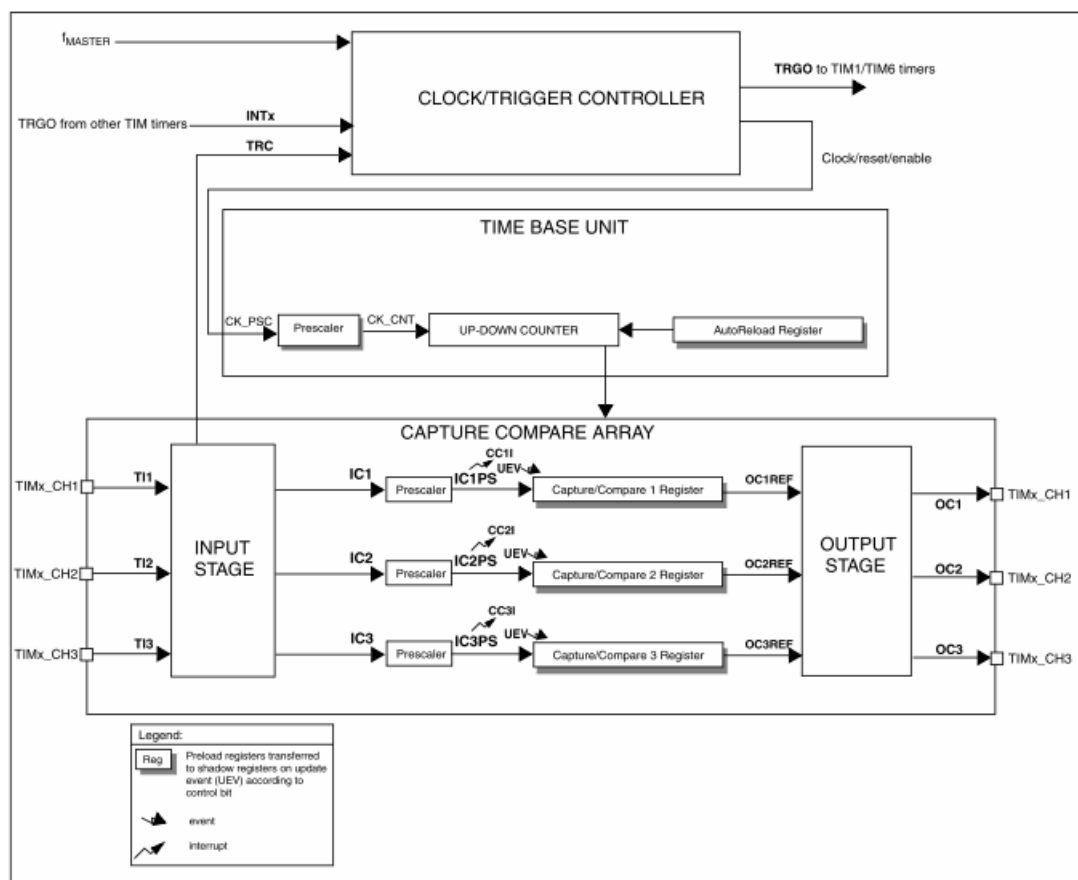 fMASTER
CLOCK/TRIGGER CONTROLLER
TRGO to TIM1/TIM6 timers
TRGO from other TIM timers
INTx
TRC
Clock/reset/enable
TIME BASE UNIT
CK_PSC
Prescaler
CK_CNT
UP-DOWN COUNTER
AutoReload Register
CAPTURE COMPARE ARRAY
TIMx_CH1
TI1
INPUT
STAGE
IC1
Prescaler
CC1I
IC1PS
UEV
Capture/Compare 1 Register
OC1REF
OUTPUT
STAGE
OC1
TIMx_CH1
TIMx_CH2
TI2
IC2
Prescaler
CC2I
IC2PS
UEV
Capture/Compare 2 Register
OC2REF
OC2
TIMx_CH2
TIMx_CH3
TI3
IC3
Prescaler
CC3I
IC3PS
UEV
Capture/Compare 3 Register
OC3REF
OC3
TIMx_CH3
Legend:
Reg
Preload registers transferred
to shadow registers on update
event (UEV) according to
control bit
event
interrupt